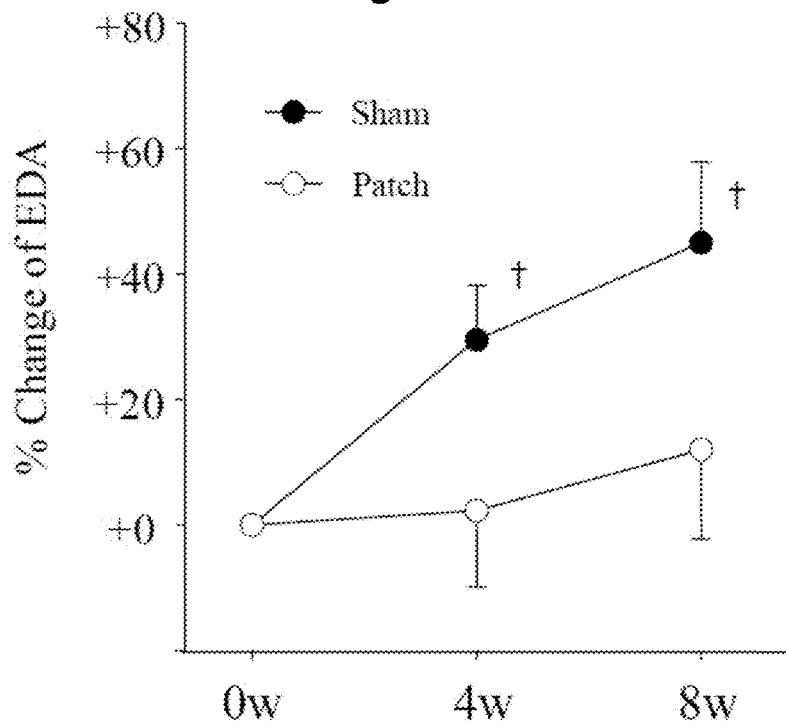 +80
+60
+40
+20
+0
% Change of EDA
Sham
Patch
†
†
0w
4w
8w